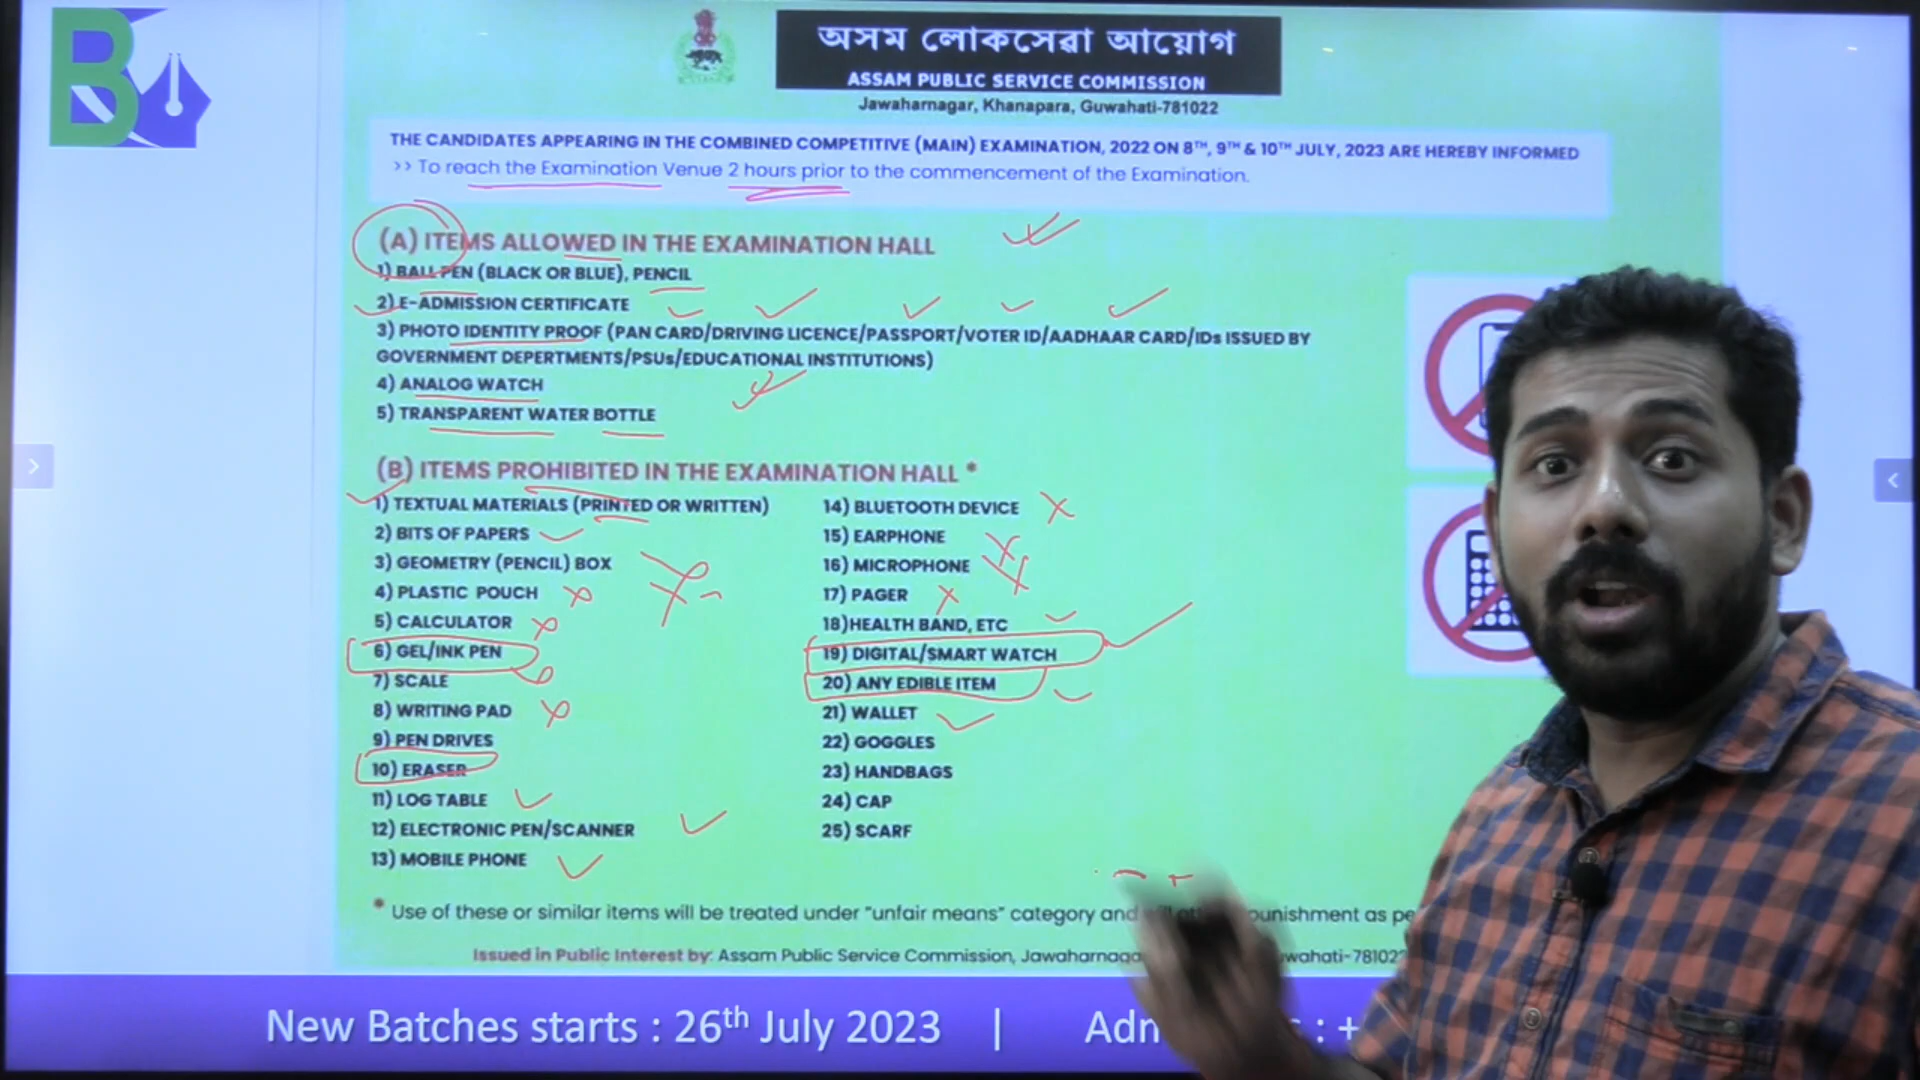 অসম লোকসেৱা আয়োগ
ASSAM PUBLIC SERVICE COMMISSION
Jawaharnagar, Khanapara, Guwahati-781022
THE CANDIDATES APPEARING IN THE COMBINED COMPETITIVE (MAIN) EXAMINATION, 2022 ON 8TH, 9TH & 10TH JULY, 2023 ARE HEREBY INFORMED
>> To reach the Examination Venue 2 hours prior to the commencement of the Examination.
(A) ITEMS ALLOWED IN THE EXAMINATION HALL
1) BALL PEN (BLACK OR BLUE), PENCIL
2) E-ADMISSION CERTIFICATE
3) PHOTO IDENTITY PROOF (PAN CARD/DRIVING LICENCE/PASSPORT/VOTER ID/AADHAAR CARD/IDs ISSUED BY
GOVERNMENT DEPERTMENTS/PSUs/EDUCATIONAL INSTITUTIONS)
4) ANALOG WATCH
5) TRANSPARENT WATER BOTTLE
(B) ITEMS PROHIBITED IN THE EXAMINATION HALL *
1) TEXTUAL MATERIALS (PRINTED OR WRITTEN)
2) BITS OF PAPERS
3) GEOMETRY (PENCIL) BOX
4) PLASTIC POUCH
5) CALCULATOR
6) GEL/INK PEN
7) SCALE
8) WRITING PAD
9) PEN DRIVES
10) ERASER
11) LOG TABLE
12) ELECTRONIC PEN/SCANNER
13) MOBILE PHONE
14) BLUETOOTH DEVICE
15) EARPHONE
16) MICROPHONE
17) PAGER
18)HEALTH BAND, ETC
19) DIGITAL/SMART WATCH
20) ANY EDIBLE ITEM
21) WALLET
22) GOGGLES
23) HANDBAGS
24) CAP
25) SCARF
* Use of these or similar items will be treated under "unfair means" category and punishment as
Issued in Public Interest by: Assam Public Service Commission,
New Batches starts : 26th July 2023 | : +